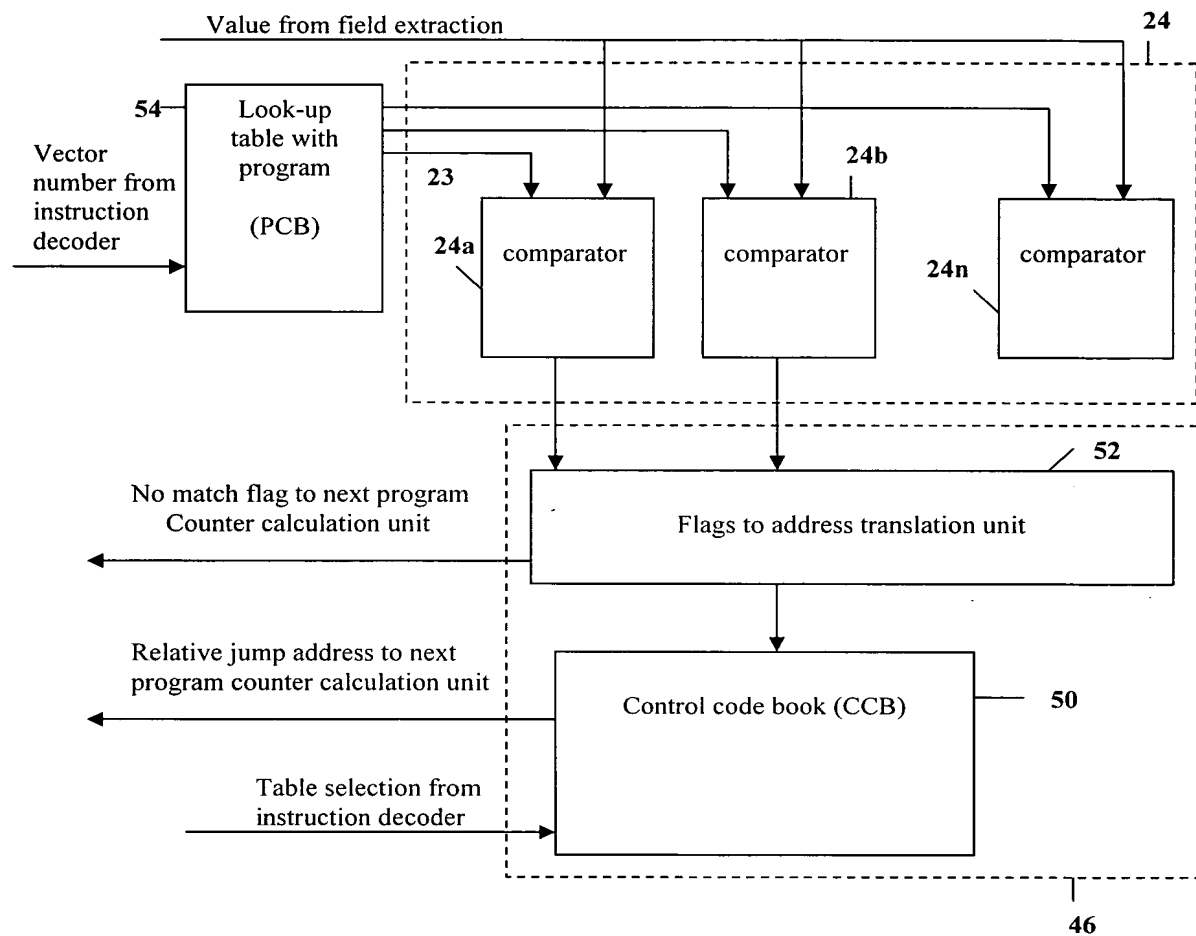 24
Value from field extraction
54
Look-up
table with
program
(PCB)
Vector
number from
instruction
decoder
23
24b
24a
comparator
comparator
24n
comparator
52
No match flag to next program
Counter calculation unit
Flags to address translation unit
Relative jump address to next
program counter calculation unit
Control code book (CCB)
50
Table selection from
instruction decoder
46